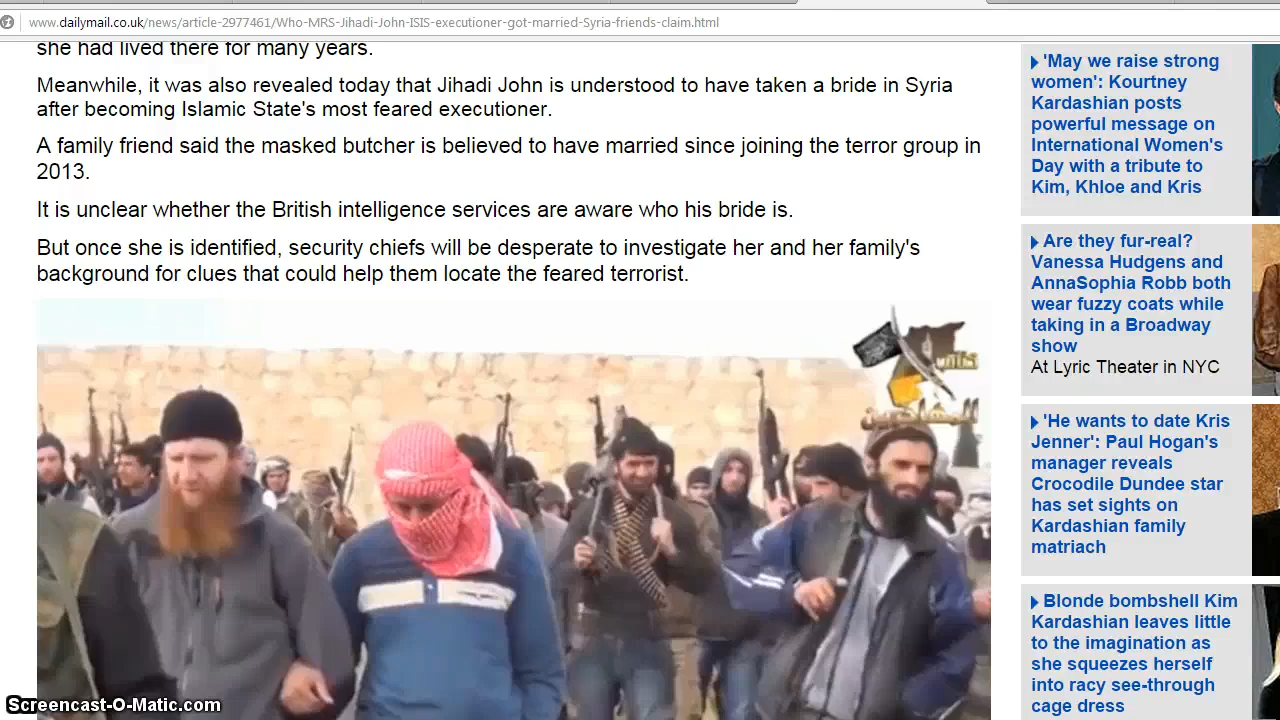 www.dailymail.co.uk/news/article-2977461/Who-MRS-Jihadi-John-ISIS-executioner-got-married-Syria-friends-claim.html
she had lived there for many years.
Meanwhile, it was also revealed today that Jihadi John is understood to have taken a bride in Syria
after becoming Islamic State's most feared executioner.
A family friend said the masked butcher is believed to have married since joining the terror group in
2013.
It is unclear whether the British intelligence services are aware who his bride is.
But once she is identified, security chiefs will be desperate to investigate her and her family's
background for clues that could help them locate the feared terrorist.
'May we raise strong
women': Kourtney
Kardashian posts
powerful message on
International Women's
Day with a tribute to
Kim, Khloe and Kris
Are they fur-real?
Vanessa Hudgens and
AnnaSophia Robb both
wear fuzzy coats while
taking in a Broadway
show
At Lyric Theater in NYC
'He wants to date Kris
Jenner': Paul Hogan's
manager reveals
Crocodile Dundee star
has set sights on
Kardashian family
matriach
Blonde bombshell Kim
Kardashian leaves little
to the imagination as
she squeezes herself
into racy see-through
cage dress
كتائب
المهاجرين
Screencast-O-Matic.com